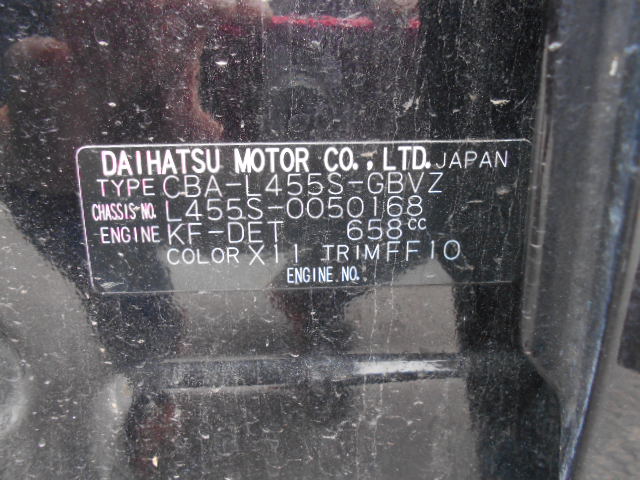 DAIHATSU MOTOR CO., LTD. JAPAN
TYPE CBA-L455S-GBVZ
CHASSIS-NO. L455S-0050168
ENGINE KF-DET 658cc
COLOR X11 TRIM FF10
ENGINE.NO.